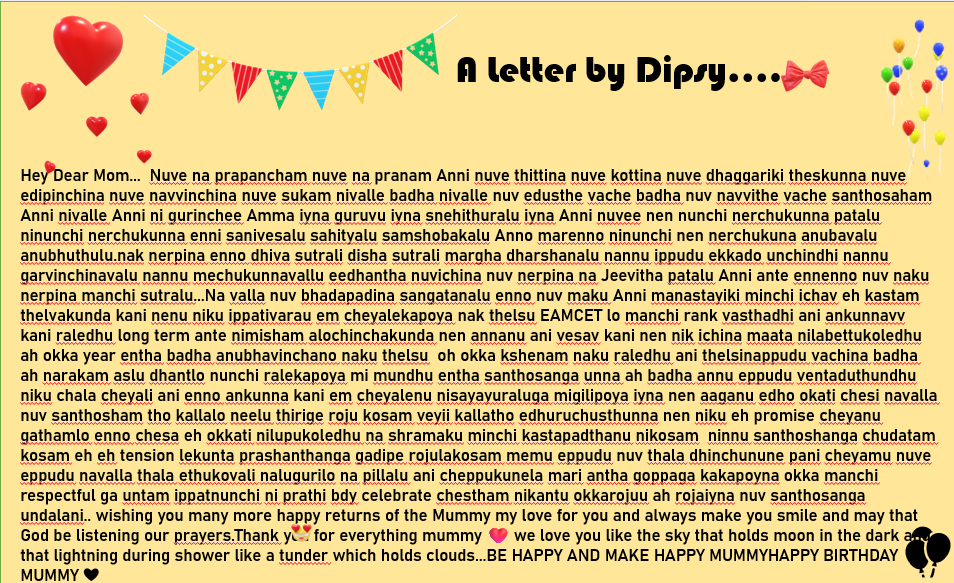 A Letter by Dipsy....
Hey Dear Mom... Nuve na prapancham nuve na pranam Anni nuve thittina nuve kottina nuve dhaggariki theskunna nuve
edipinchina nuve navvinchina nuve sukam nivalle badha nivalle nuv edusthe vache badha nuv navvithe vache santhosaham
Anni nivalle Anni ni gurinchee Amma iyna guruvu iyna snehithuralu iyna Anni nuvee nen nunchi nerchukunna patalu
ninunchi nerchukunna enni sanivesalu sahityalu samshobakalu Anno marenno ninunchi nen nerchukuna anubavalu
anubhuthulu.nak nerpina enno dhiva sutrali disha sutrali margha dharshanalu nannu ippudu ekkado unchindhi nannu
garvinchinavalu nannu mechukunnavallu eedhantha nuvichina nuv nerpina na Jeevitha patalu Anni ante ennenno nuv naku
nerpina manchi sutralu...Na valla nuv bhadapadina sangatanalu enno nuv maku Anni manastayiki minchi ichav eh kastam
thelvakunda kani nenu niku ippativarau em cheyalekapoya nak thelsu EAMCET lo manchi rank vasthadhi ani ankunnavv
kani raledhu long term ante nimisham alochinchakunda nen annanu ani vesav kani nen nik ichina maata nilabettukoledhu
ah okka year entha badha anubhavinchano naku thelsu oh okka kshenam naku raledhu ani thelsinappudu vachina badha
ah narakam aslu dhantlo nunchi ralekapoya mi mundhu entha santhosanga unna ah badha annu eppudu ventaduthundhu
niku chala cheyali ani enno ankunna kani em cheyalenu nisayayuraluga migilipoya iyna nen aaganu edho okati chesi navalla
nuv santhosham tho kallalo neelu thirige roju kosam veyii kallatho edhuruchusthunna nen niku eh promise cheyanu
gathamlo enno chesa eh okkati nilupukoledhu na shramaku minchi kastapadthanu nikosam ninnu santhoshanga chudatam
kosam eh eh tension lekunta prashanthanga gadipe rojulakosam memu eppudu nuv thala dhinchunune pani cheyamu nuve
eppudu navalla thala ethukovali nalugurilo na pillalu ani cheppukunela mari antha goppaga kakapoyna okka manchi
respectful ga untam ippatnunchi ni prathi bdy celebrate chestham nikantu okkarojuu ah rojaiyna nuv santhosanga
undalani.. wishing you many more happy returns of the Mummy my love for you and always make you smile and may that
God be listening our prayers.Thank for everything mummy we love you like the sky that holds moon in the dark and
that lightning during shower like a tunder which holds clouds...BE HAPPY AND MAKE HAPPY MUMMYHAPPY BIRTHDAY
MUMMY